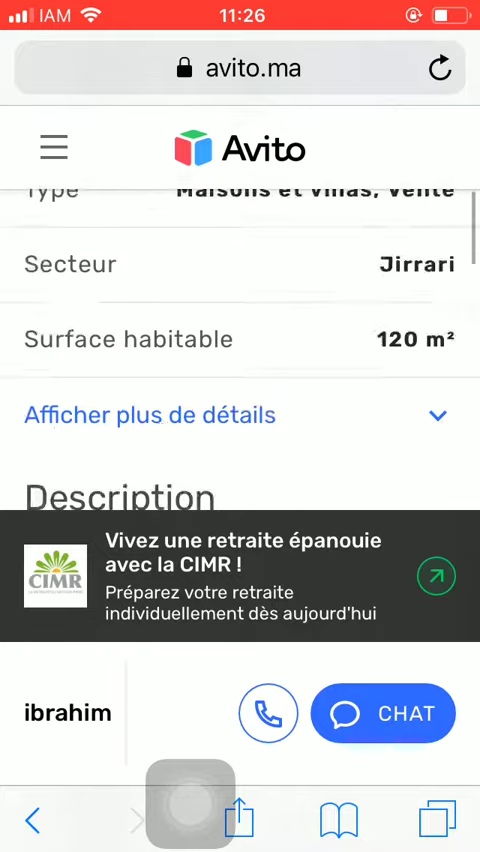 IAM 11:26
avito.ma
Avito
Type Maisons et villas, Vente
Secteur Jirrari
Surface habitable 120 m²
Afficher plus de détails
Description
Vivez une retraite épanouie
avec la CIMR !
CIMR
Préparez votre retraite
individuellement dès aujourd'hui
ibrahim CHAT